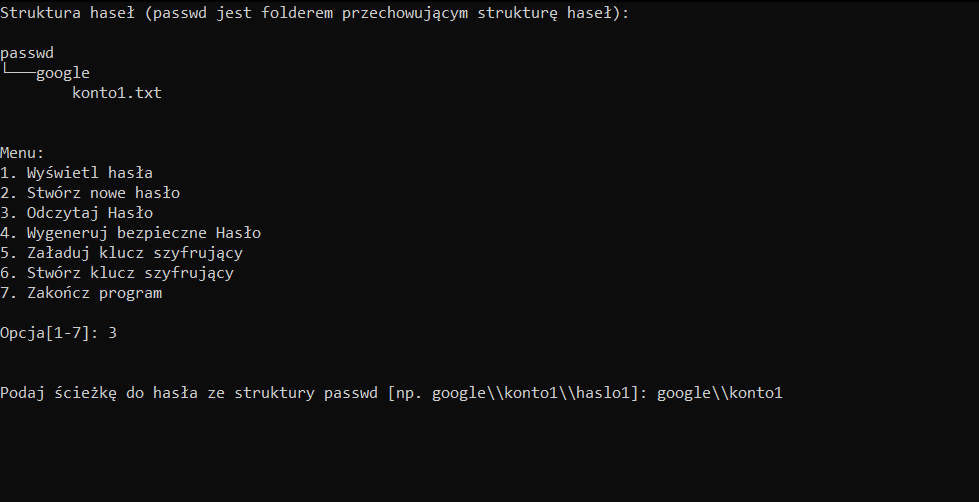 Struktura haseł (passwd jest folderem przechowującym strukturę haseł):
passwd
└───google
        konto1.txt
Menu:
1. Wyświetl hasła
2. Stwórz nowe hasło
3. Odczytaj Hasło
4. Wygeneruj bezpieczne Hasło
5. Załaduj klucz szyfrujący
6. Stwórz klucz szyfrujący
7. Zakończ program
Opcja[1-7]: 3
Podaj ścieżkę do hasła ze struktury passwd [np. google\\konto1\\haslo1]: google\\konto1